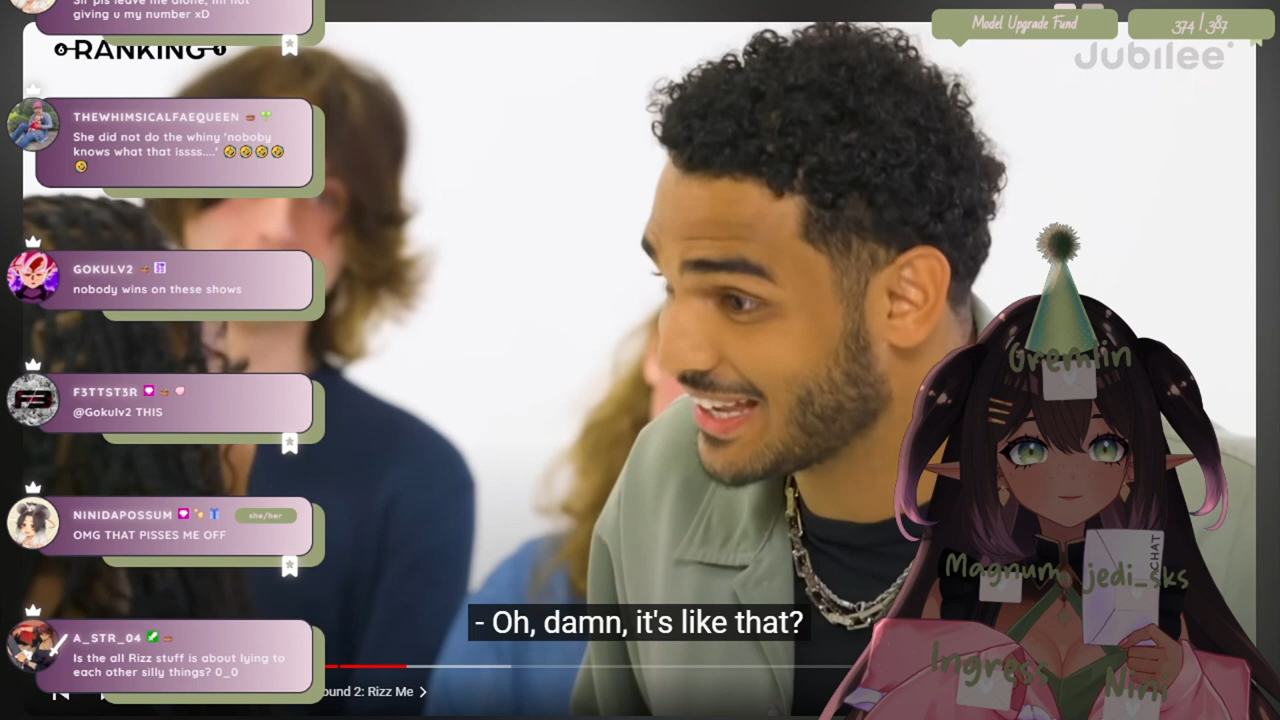 Sir pls leave me alone, im not
giving u my number xD
RANKING
Model Upgrade Fund
374 / 387
Jubilee
THEWHIMSICALFAEQUEEN
She did not do the whiny 'noboby
knows what that issss....'
GOKULV2
nobody wins on these shows
F3TTST3R
@Gokulv2 THIS
NINIDAPOSSUM
she/her
OMG THAT PISSES ME OFF
A_STR_04
Is the all Rizz stuff is about lying to
each other silly things? 0_0
- Oh, damn, it's like that?
ound 2: Rizz Me
Gremlin
CHAT
Magnum
jedi_sks
Ingress
Nini